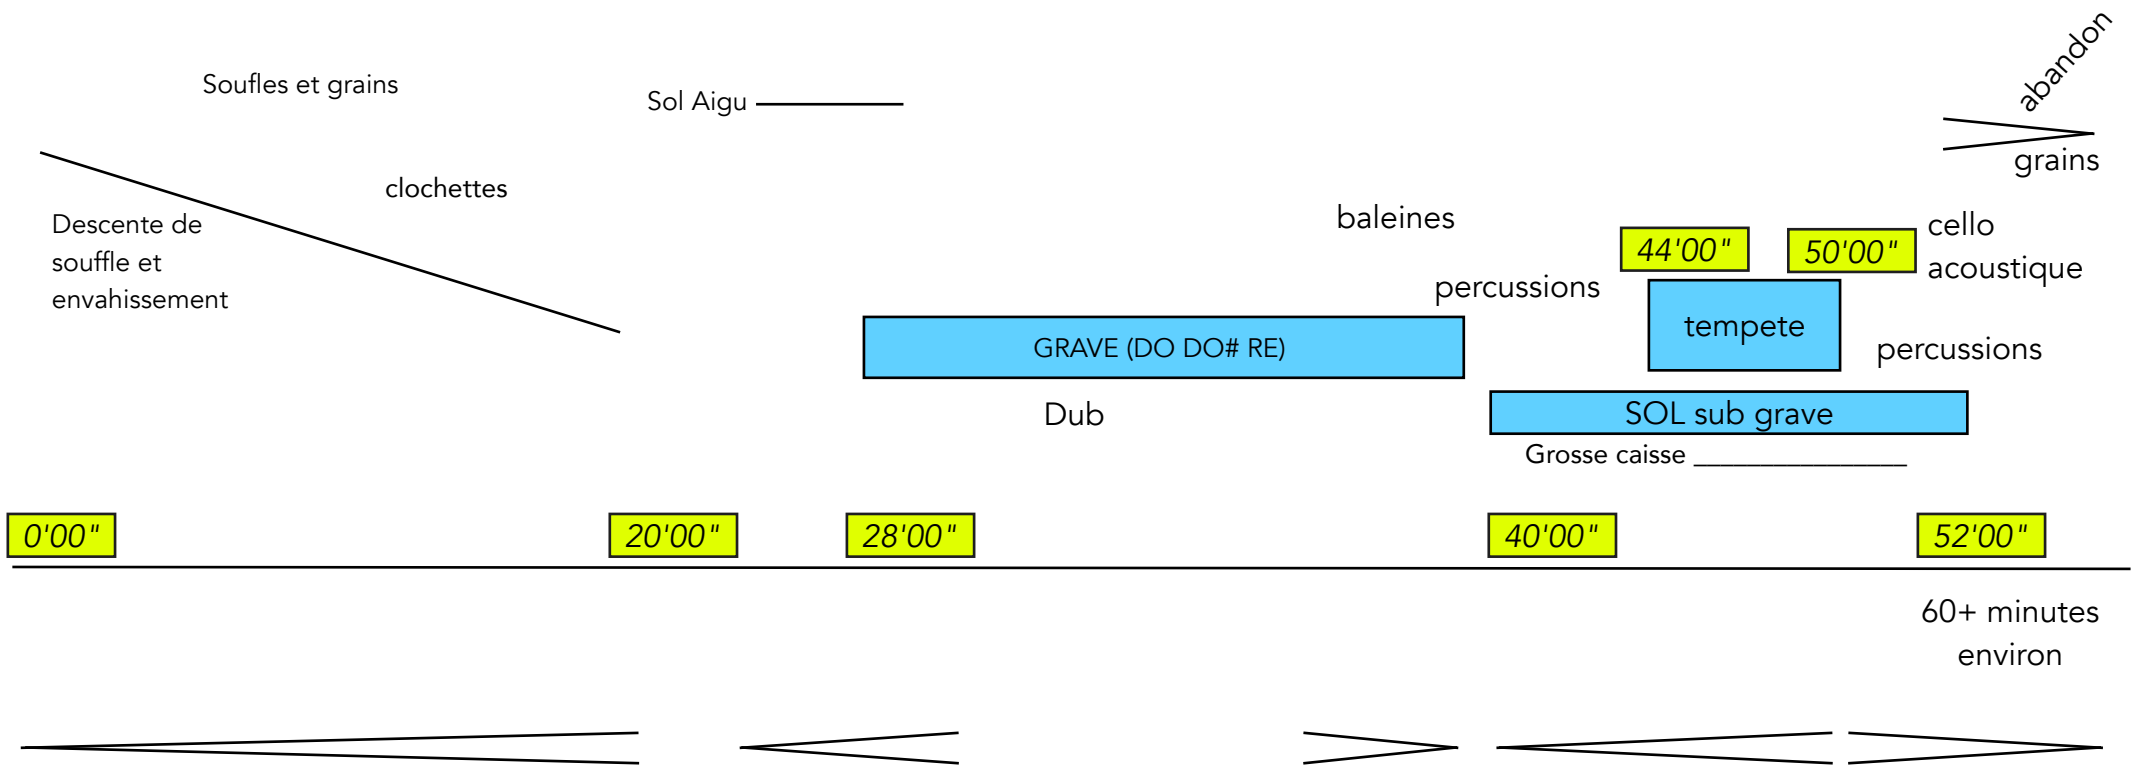 abandon
Soufles et grains
Sol Aigu
grains
clochettes
Descente de
souffle et
envahissement
baleines
44'00"
50'00"
cello
acoustique
percussions
tempete
GRAVE (DO DO# RE)
percussions
Dub
SOL sub grave
Grosse caisse ________________
0'00"
20'00"
28'00"
40'00"
52'00"
60+ minutes
environ